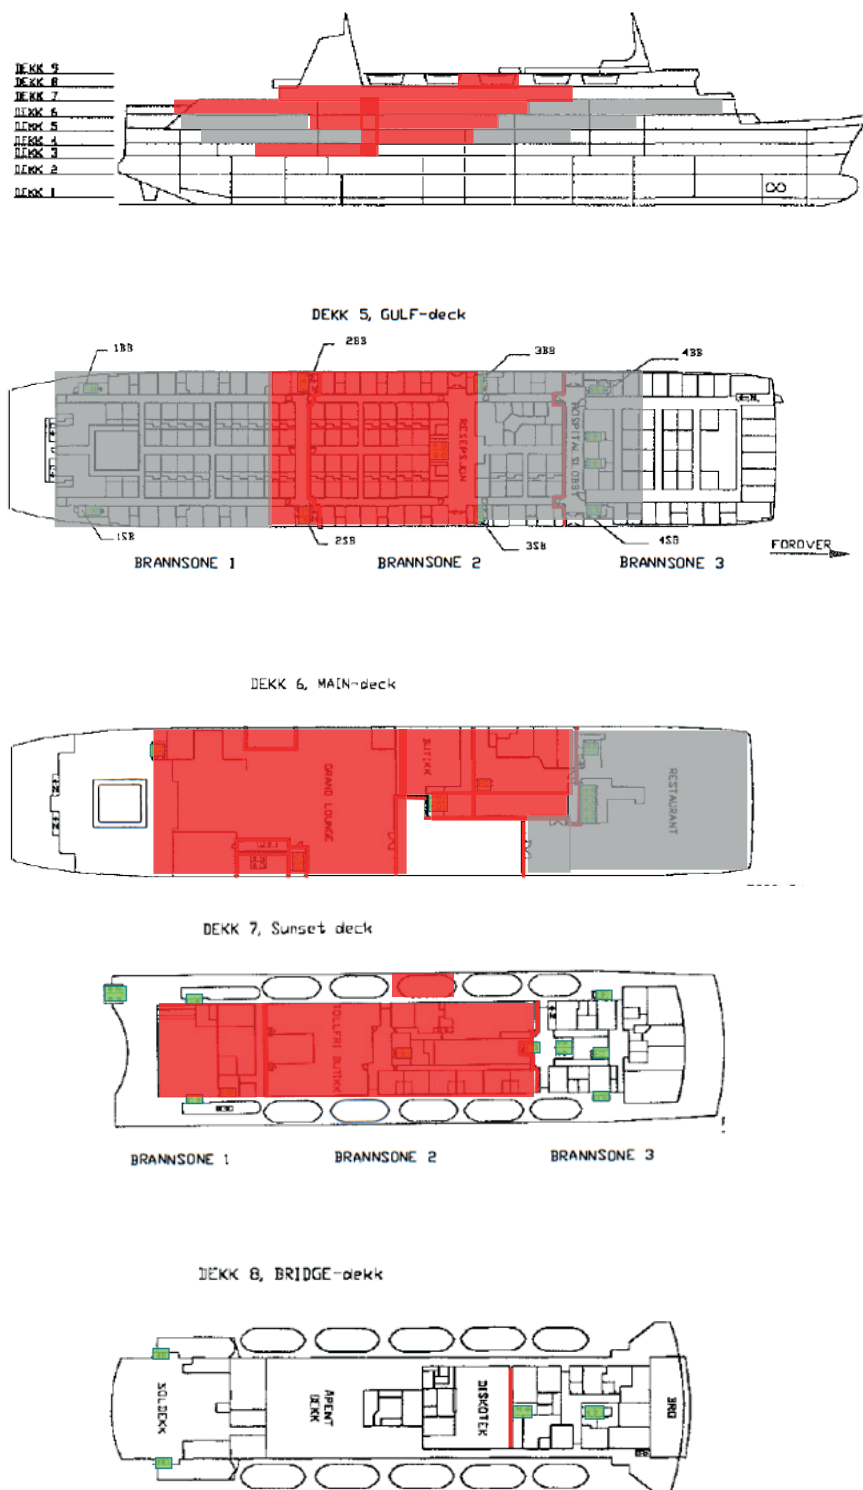 DEKK 9
DEKK 8
DEKK 7
DEKK 6
DEKK 5
DEKK 4
DEKK 3
DEKK 2
DEKK 1
DEKK 5, GULF-deck
1BB
2BB
3BB
4BB
RESEPSJON
HOSPITALSLOBBY
1SB
2SB
3SB
4SB
BRANNSONE 1
BRANNSONE 2
BRANNSONE 3
FOROVER
DEKK 6, MAIN-deck
GRAND LOUNGE
BUTIKK
RESTAURANT
DEKK 7, Sunset deck
TOLLFRI BUTIKK
BRANNSONE 1
BRANNSONE 2
BRANNSONE 3
DEKK 8, BRIDGE-dekk
SOLDEKK
APENT
DEKK
DISKOTEK
BRO